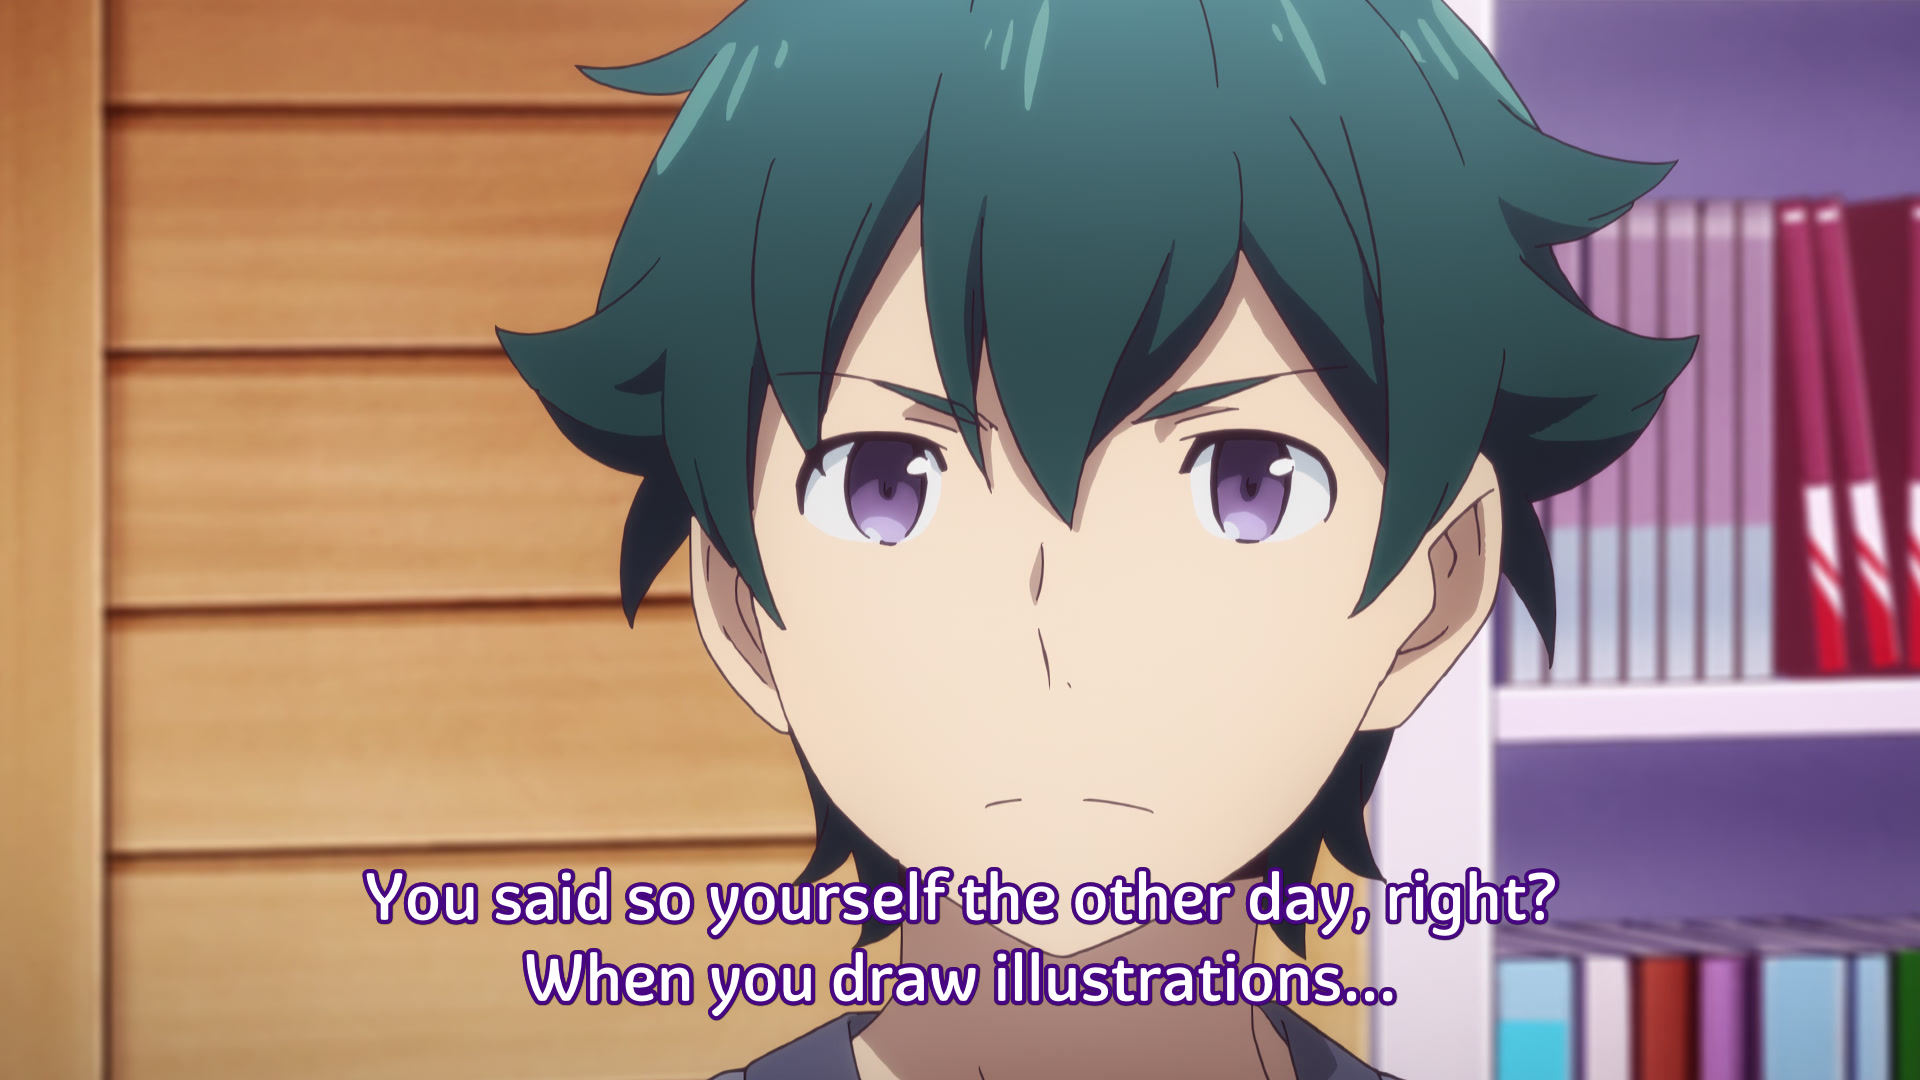 You said so yourself the other day, right?
When you draw illustrations...